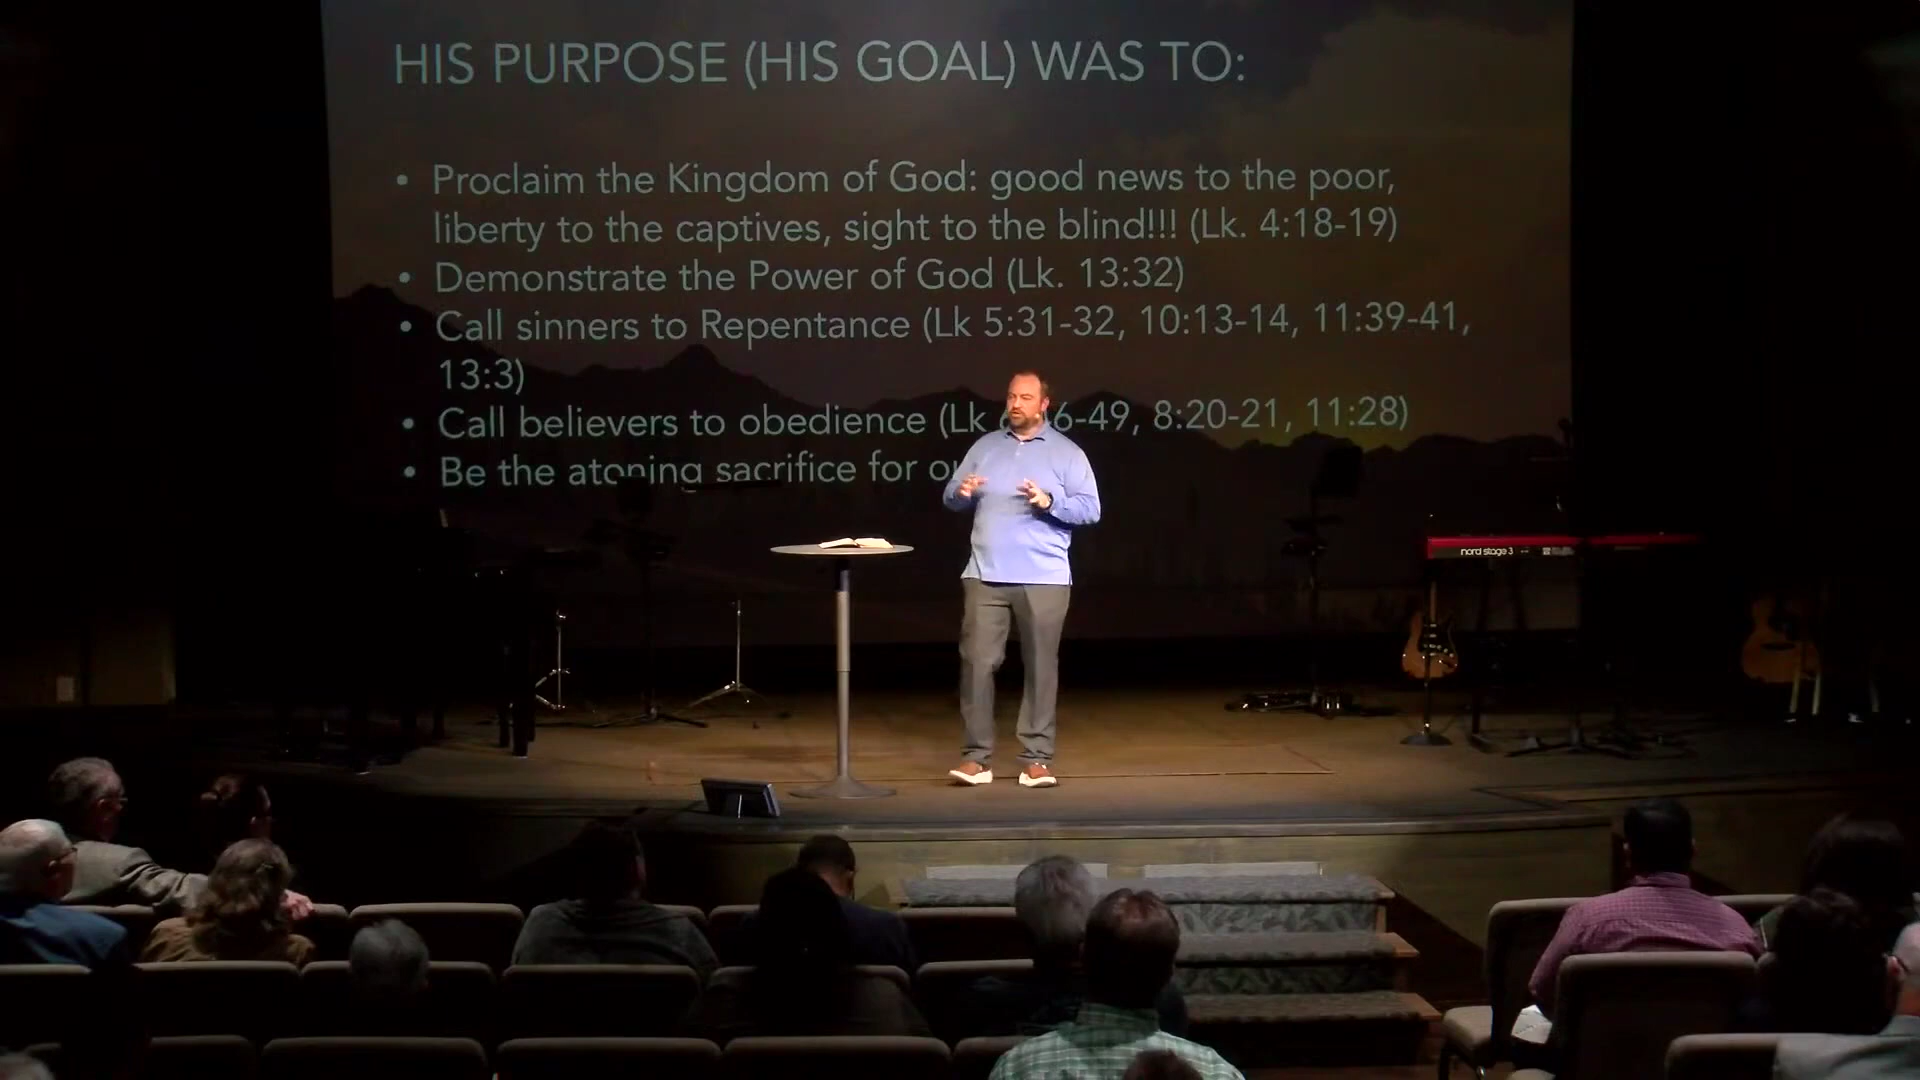 HIS PURPOSE (HIS GOAL) WAS TO:
• Proclaim the Kingdom of God: good news to the poor,
liberty to the captives, sight to the blind!!! (Lk. 4:18-19)
• Demonstrate the Power of God (Lk. 13:32)
• Call sinners to Repentance (Lk 5:31-32, 10:13-14, 11:39-41,
13:3)
• Call believers to obedience (Lk 8:20-21, 11:28)
• Be the atoning sacrifice for
nord stage 3